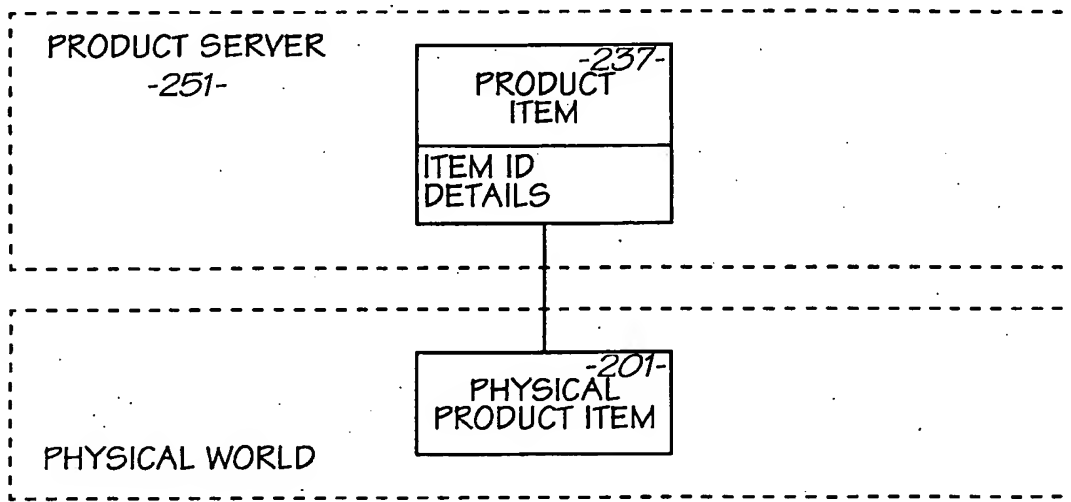 PRODUCT SERVER
-251-
-237-
PRODUCT
ITEM
ITEM ID
DETAILS
-201-
PHYSICAL
PRODUCT ITEM
PHYSICAL WORLD